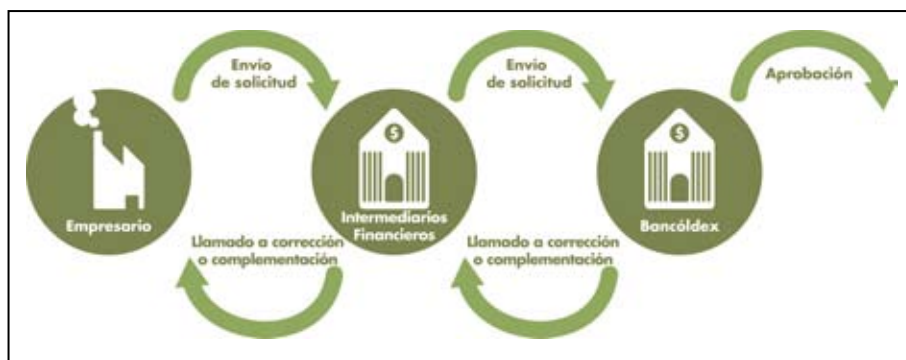 Envío
de solicitud
Envío
de solicitud
Aprobación
$
$
Empresario
Intermediarios
Financieros
Bancóldex
Llamado a corrección
o complementación
Llamado a corrección
o complementación